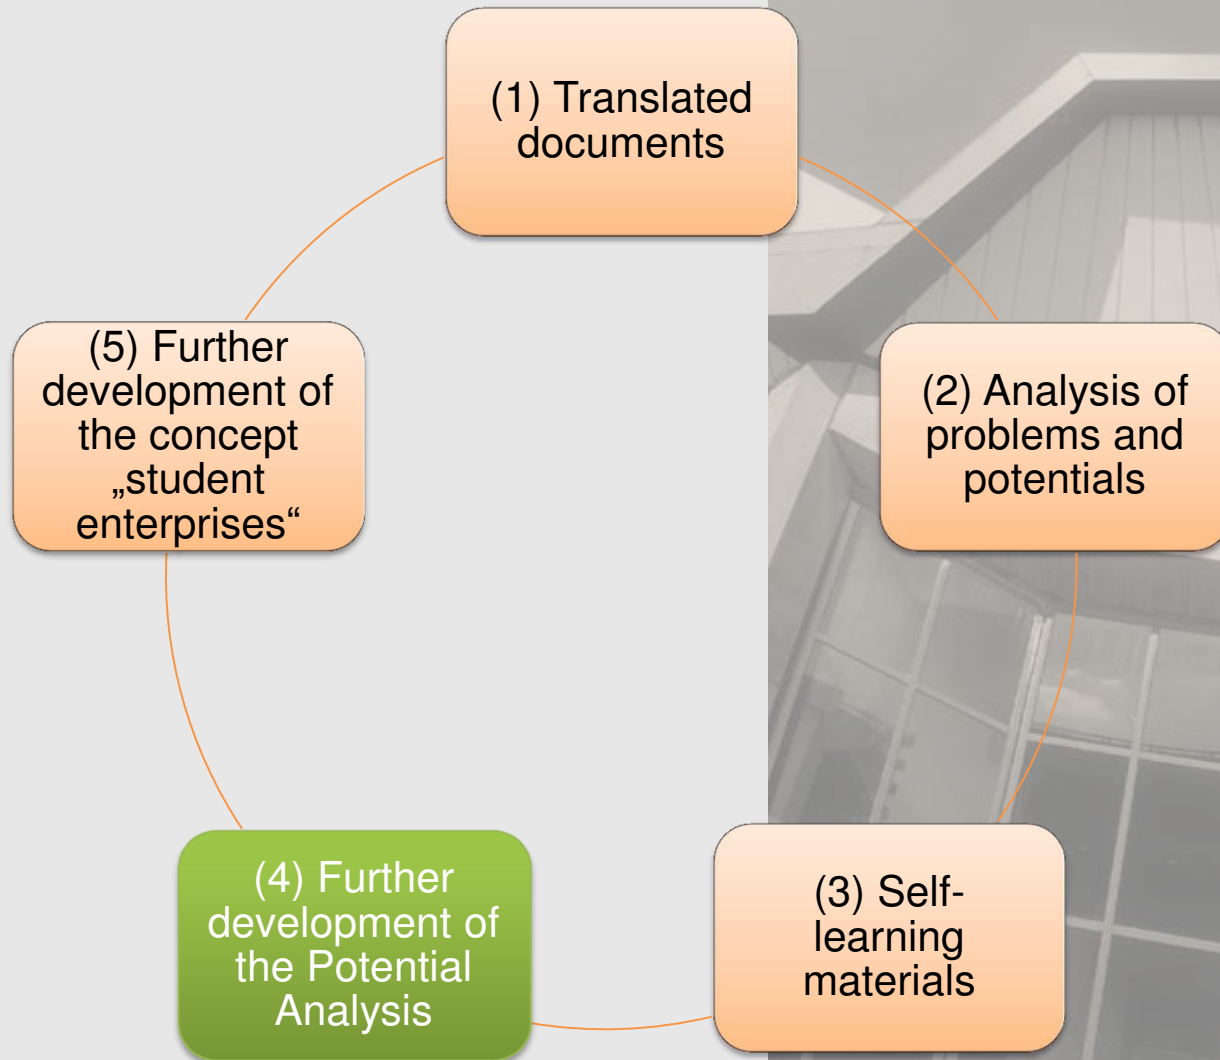 (1) Translated
documents
(2) Analysis of
problems and
potentials
(3) Self-
learning
materials
(4) Further
development of
the Potential
Analysis
(5) Further
development of
the concept
„student
enterprises“